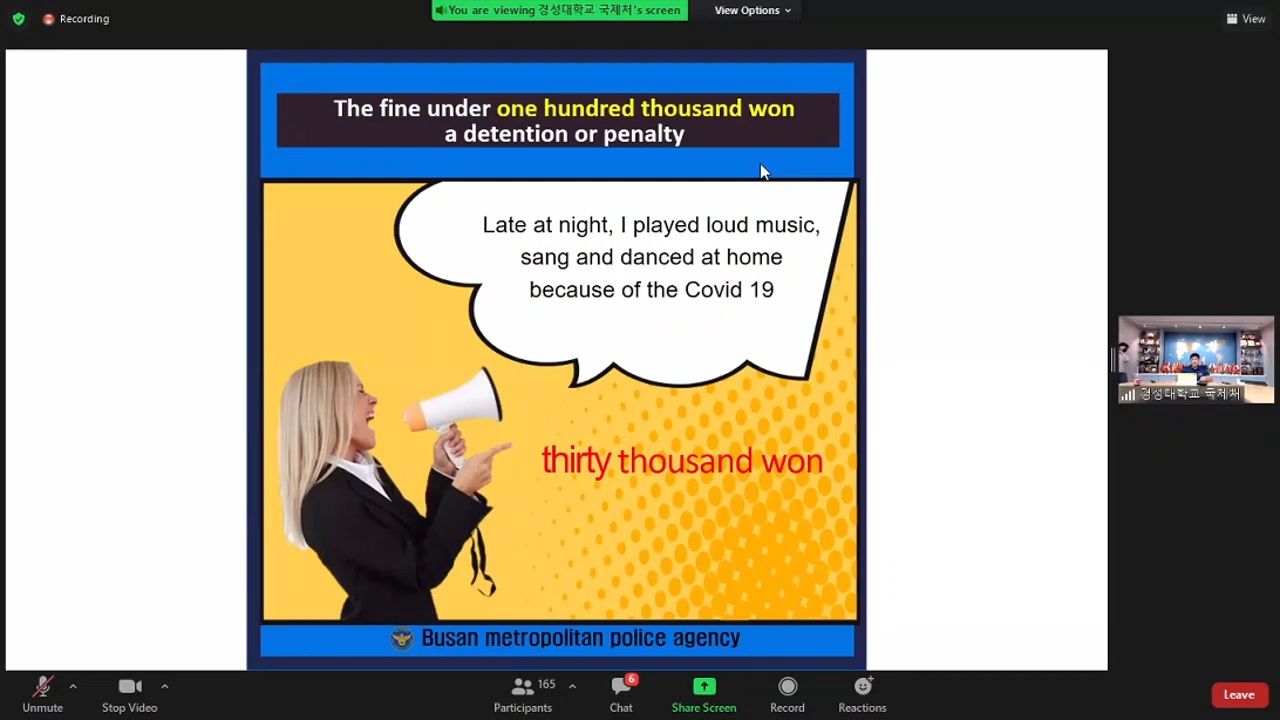 Recording
You are viewing 경성대학교 국제처's screen
View Options
View
The fine under one hundred thousand won
a detention or penalty
Late at night, I played loud music,
sang and danced at home
because of the Covid 19
thirty thousand won
Busan metropolitan police agency
경성대학교 국제처
Unmute
Stop Video
165
Participants
6
Chat
Share Screen
Record
Reactions
Leave